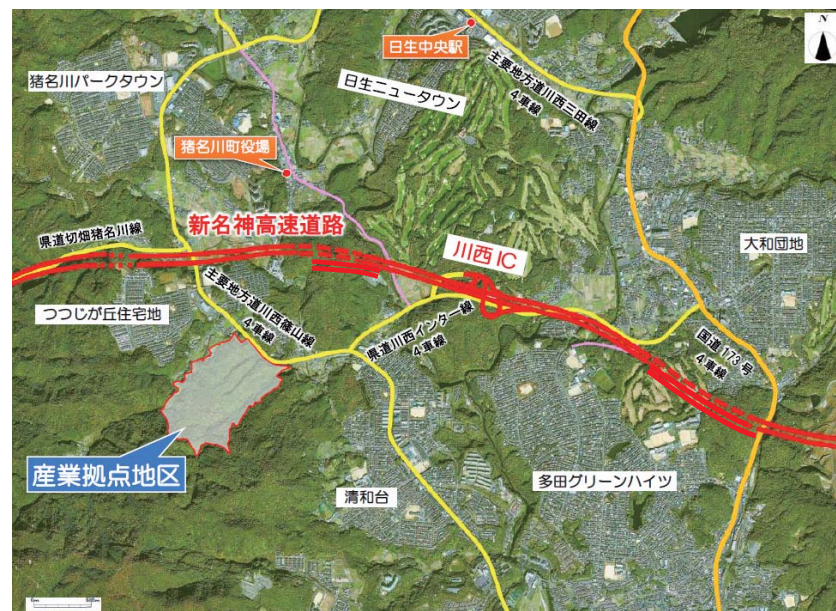 日生中央駅
N
猪名川パークタウン
日生ニュータウン
主要地方道川西三田線
4車線
猪名川町役場
新名神高速道路
県道切畑猪名川線
川西IC
大和団地
つつじが丘住宅地
主要地方道川西篠山線
4車線
県道川西インター線
4車線
国道173号
4車線
産業拠点地区
清和台
多田グリーンハイツ